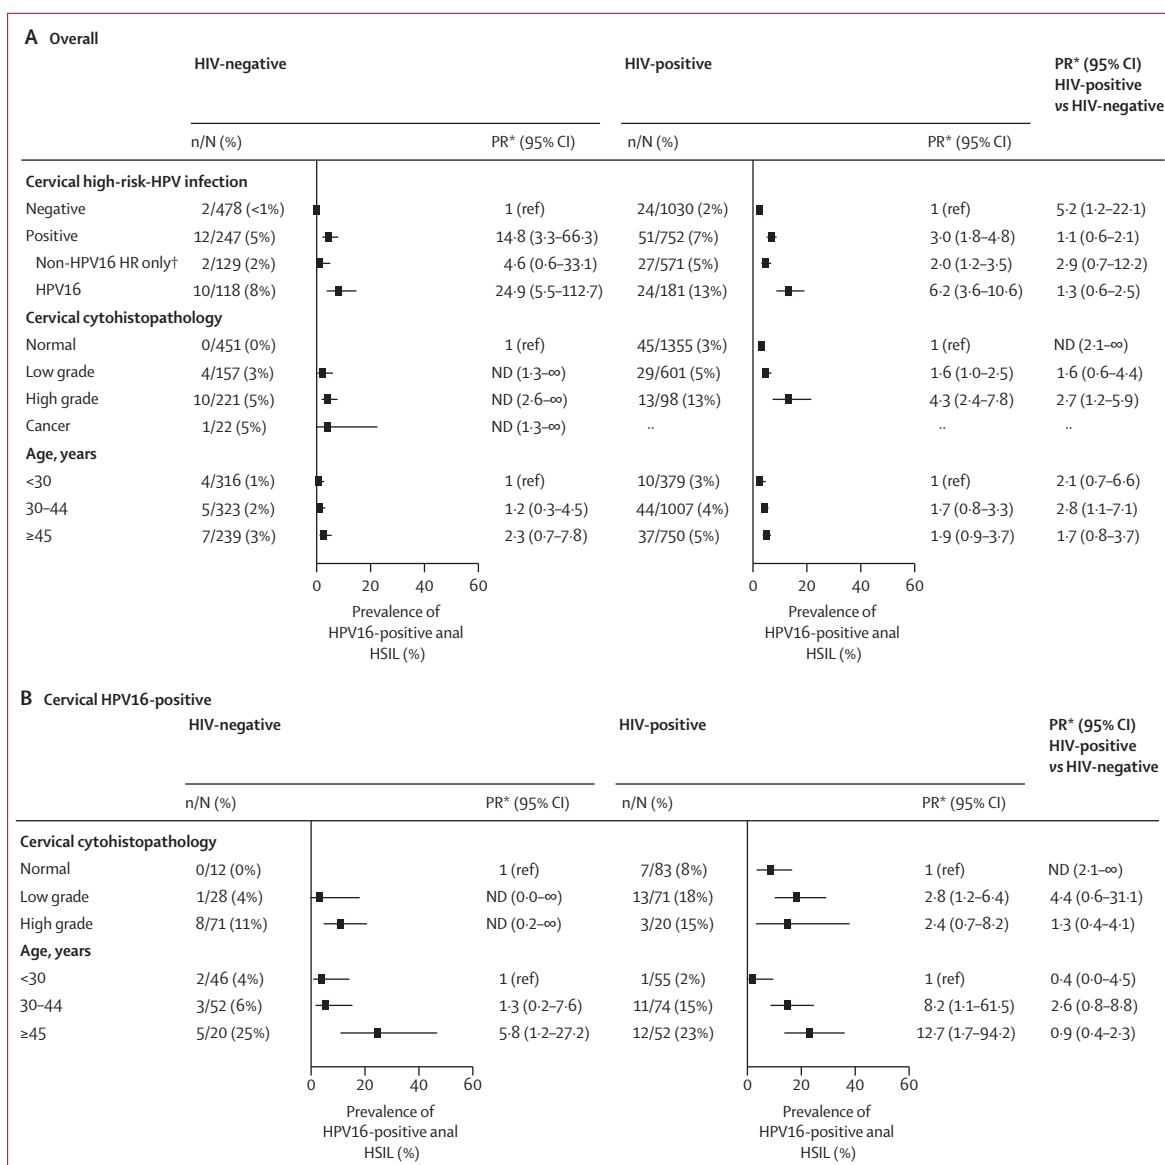 A Overall
HIV-negative HIV-positive PR* (95% CI)
HIV-positive
vs HIV-negative
n/N (%) PR* (95% CI) n/N (%) PR* (95% CI)
Cervical high-risk-HPV infection
Negative 2/478 (<1%) 1 (ref) 24/1030 (2%) 1 (ref) 5·2 (1·2–22·1)
Positive 12/247 (5%) 14·8 (3·3–66·3) 51/752 (7%) 3·0 (1·8–4·8) 1·1 (0·6–2·1)
Non-HPV16 HR only† 2/129 (2%) 4·6 (0·6–33·1) 27/571 (5%) 2·0 (1·2–3·5) 2·9 (0·7–12·2)
HPV16 10/118 (8%) 24·9 (5·5–112·7) 24/181 (13%) 6·2 (3·6–10·6) 1·3 (0·6–2·5)
Cervical cytohistopathology
Normal 0/451 (0%) 1 (ref) 45/1355 (3%) 1 (ref) ND (2·1–∞)
Low grade 4/157 (3%) ND (1·3–∞) 29/601 (5%) 1·6 (1·0–2·5) 1·6 (0·6–4·4)
High grade 10/221 (5%) ND (2·6–∞) 13/98 (13%) 4·3 (2·4–7·8) 2·7 (1·2–5·9)
Cancer 1/22 (5%) ND (1·3–∞) ·· ·· ··
Age, years
<30 4/316 (1%) 1 (ref) 10/379 (3%) 1 (ref) 2·1 (0·7–6·6)
30–44 5/323 (2%) 1·2 (0·3–4·5) 44/1007 (4%) 1·7 (0·8–3·3) 2·8 (1·1–7·1)
≥45 7/239 (3%) 2·3 (0·7–7·8) 37/750 (5%) 1·9 (0·9–3·7) 1·7 (0·8–3·7)
0 20 40 60 0 20 40 60
Prevalence of Prevalence of
HPV16-positive anal HPV16-positive anal
HSIL (%) HSIL (%)
B Cervical HPV16-positive
HIV-negative HIV-positive PR* (95% CI)
HIV-positive
vs HIV-negative
n/N (%) PR* (95% CI) n/N (%) PR* (95% CI)
Cervical cytohistopathology
Normal 0/12 (0%) 1 (ref) 7/83 (8%) 1 (ref) ND (2·1–∞)
Low grade 1/28 (4%) ND (0·0–∞) 13/71 (18%) 2·8 (1·2–6·4) 4·4 (0·6–31·1)
High grade 8/71 (11%) ND (0·2–∞) 3/20 (15%) 2·4 (0·7–8·2) 1·3 (0·4–4·1)
Age, years
<30 2/46 (4%) 1 (ref) 1/55 (2%) 1 (ref) 0·4 (0·0–4·5)
30–44 3/52 (6%) 1·3 (0·2–7·6) 11/74 (15%) 8·2 (1·1–61·5) 2·6 (0·8–8·8)
≥45 5/20 (25%) 5·8 (1·2–27·2) 12/52 (23%) 12·7 (1·7–94·2) 0·9 (0·4–2·3)
0 20 40 60 0 20 40 60
Prevalence of Prevalence of
HPV16-positive anal HPV16-positive anal
HSIL (%) HSIL (%)